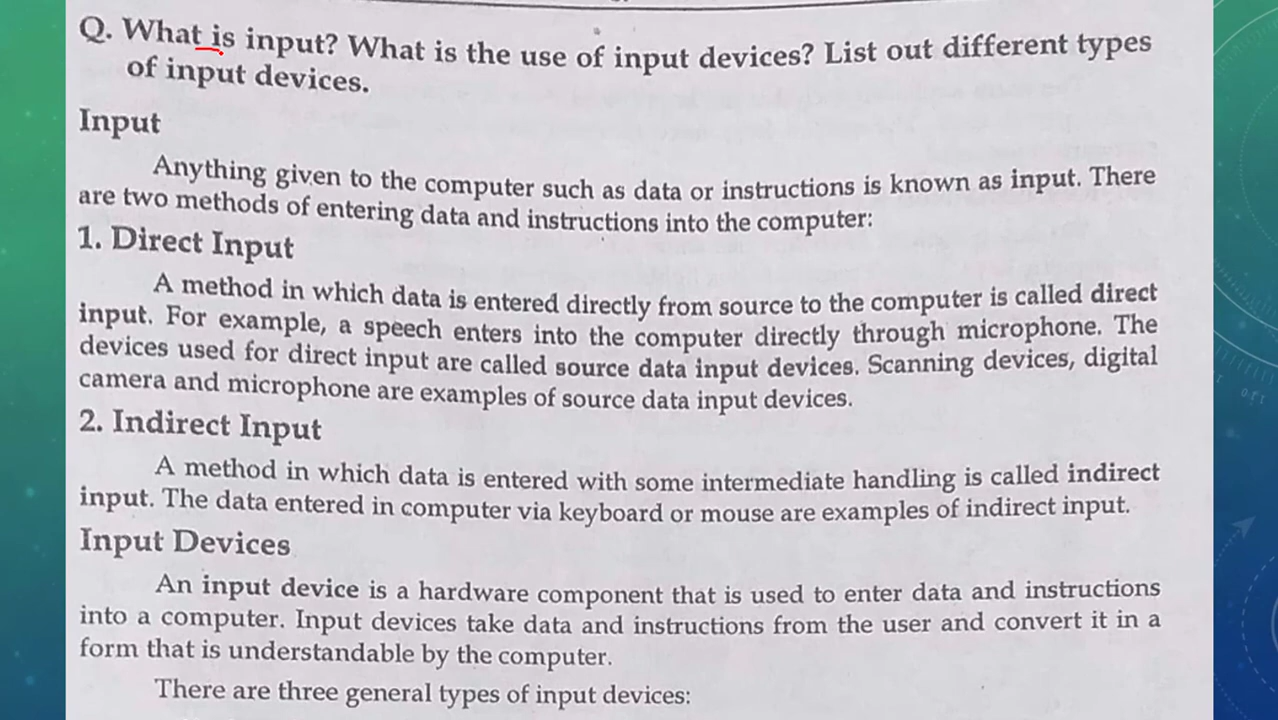 Q. What is input? What is the use of input devices? List out different types
of input devices.
Input
Anything given to the computer such as data or instructions is known as input. There
are two methods of entering data and instructions into the computer:
1. Direct Input
A method in which data is entered directly from source to the computer is called direct
input. For example, a speech enters into the computer directly through microphone. The
devices used for direct input are called source data input devices. Scanning devices, digital
camera and microphone are examples of source data input devices.
2. Indirect Input
A method in which data is entered with some intermediate handling is called indirect
input. The data entered in computer via keyboard or mouse are examples of indirect input.
Input Devices
An input device is a hardware component that is used to enter data and instructions
into a computer. Input devices take data and instructions from the user and convert it in a
form that is understandable by the computer.
There are three general types of input devices: